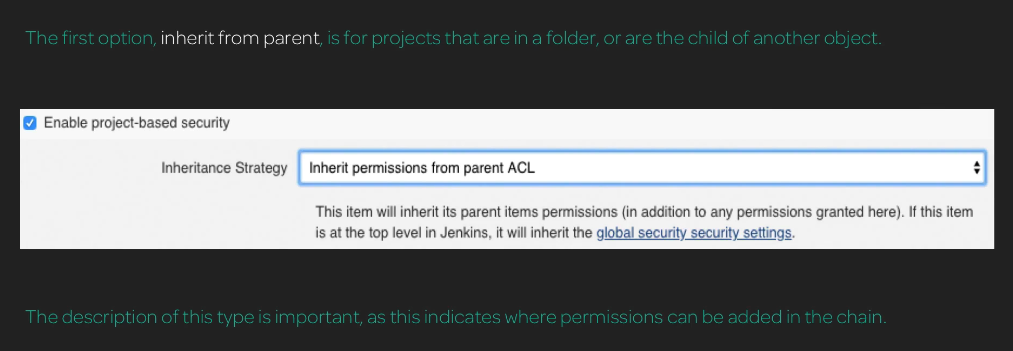 The first option, inherit from parent, is for projects that are in a folder, or are the child of another object.
Enable project-based security
Inheritance Strategy
Inherit permissions from parent ACL
This item will inherit its parent items permissions (in addition to any permissions granted here). If this item
is at the top level in Jenkins, it will inherit the global security security settings.
The description of this type is important, as this indicates where permissions can be added in the chain.